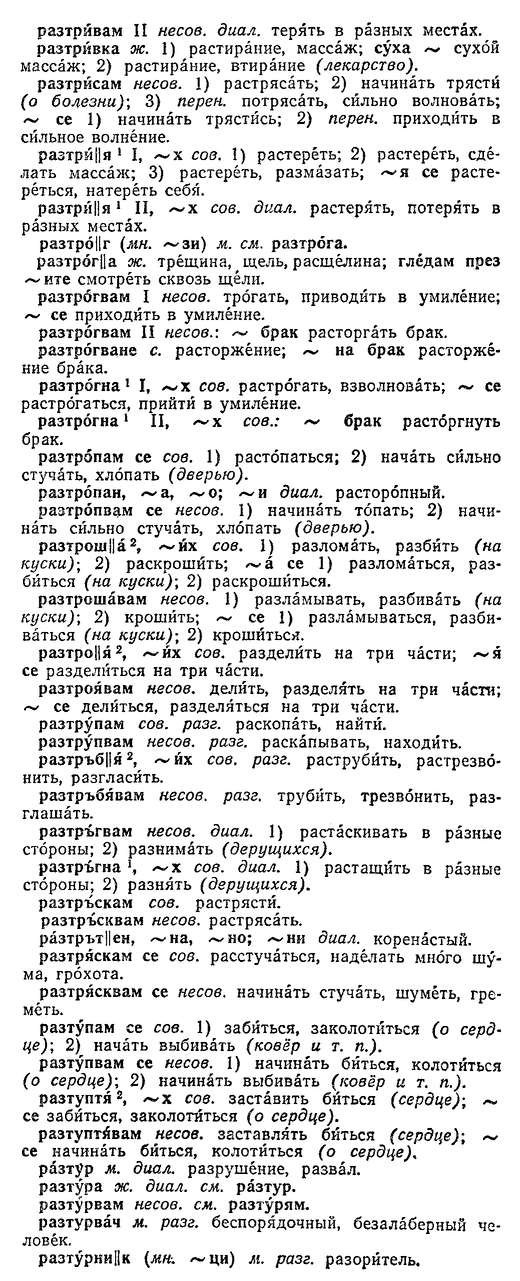 разтри́вам II несов. диал. теря́ть в ра́зных места́х.
разтри́вка ж. 1) растира́ние, масса́ж; су́ха ~ сухо́й
масса́ж; 2) растира́ние, втира́ние (лекарство).
разтри́сам несов. 1) растряса́ть; 2) начина́ть трясти́
(о болезни); 3) перен. потряса́ть, си́льно волнова́ть;
~ се 1) начина́ть трясти́сь; 2) перен. приходи́ть в
си́льное волне́ние.
разтри́||я¹ I, ~х сов. 1) растере́ть; 2) растере́ть, сде́-
лать масса́ж; 3) растере́ть, разма́зать; ~я се расте-
ре́ться, натере́ть себя́.
разтри́||я¹ II, ~х сов. диал. растеря́ть, потеря́ть в
ра́зных места́х.
разтро́||г (мн. ~зи) м. см. разтро́га.
разтро́г||а ж. тре́щина, щель, расще́лина; гле́дам през
~ите смотре́ть сквозь ще́ли.
разтро́гвам I несов. тро́гать, приводи́ть в умиле́ние;
~ се приходи́ть в умиле́ние.
разтро́гвам II несов.: ~ брак расторга́ть брак.
разтро́гване с. расторже́ние; ~ на брак расторже́-
ние бра́ка.
разтро́гна¹ I, ~х сов. растро́гать, взволнова́ть; ~ се
растро́гаться, прийти́ в умиле́ние.
разтро́гна¹ II, ~х сов.: ~ брак расто́ргнуть
брак.
разтро́пам се сов. 1) расто́паться; 2) нача́ть си́льно
стуча́ть, хло́пать (дверью).
разтро́пан, ~а, ~о; ~и диал. расторо́пный.
разтро́пвам се несов. 1) начина́ть то́пать; 2) начи-
на́ть си́льно стуча́ть, хло́пать (дверью).
разтрош||а́², ~и́х сов. 1) разлома́ть, разби́ть (на
куски); 2) раскроши́ть; ~а́ се 1) разлома́ться, раз-
би́ться (на куски); 2) раскроши́ться.
разтроша́вам несов. 1) разла́мывать, разбива́ть (на
куски); 2) кроши́ть; ~ се 1) разла́мываться, разби-
ва́ться (на куски); 2) кроши́ться.
разтро||я́², ~и́х сов. раздели́ть на три ча́сти; ~я́
се раздели́ться на три ча́сти.
разтроя́вам несов. дели́ть, разделя́ть на три ча́сти;
~ се дели́ться, разделя́ться на три ча́сти.
разтру́пам сов. разг. раскопа́ть, найти́.
разтру́пвам несов. разг. раска́пывать, находи́ть.
разтръб||я́², ~и́х сов. разг. раструби́ть, растрезво́-
нить, разгласи́ть.
разтръбя́вам несов. разг. труби́ть, трезво́нить, раз-
глаша́ть.
разтръ́гвам несов. диал. 1) раста́скивать в ра́зные
сто́роны; 2) разнима́ть (дерущихся).
разтръ́гна¹, ~х сов. диал. 1) растащи́ть в ра́зные
сто́роны; 2) разня́ть (дерущихся).
разтръ́скам сов. растрясти́.
разтръ́сквам несов. растряса́ть.
ра́зтрът||ен, ~на, ~но; ~ни диал. корена́стый.
разтря́скам се сов. расстуча́ться, наде́лать мно́го шу́-
ма, гро́хота.
разтря́сквам се несов. начина́ть стуча́ть, шуме́ть, гре-
ме́ть.
разту́пам се сов. 1) заби́ться, заколоти́ться (о серд-
це); 2) нача́ть выбива́ть (ковёр и т. п.).
разту́пвам се несов. 1) начина́ть би́ться, колоти́ться
(о сердце); 2) начина́ть выбива́ть (ковёр и т. п.).
разтуптя́², ~х сов. заста́вить би́ться (сердце); ~
се заби́ться, заколоти́ться (о сердце).
разтуптя́вам несов. заставля́ть би́ться (сердце); ~
се начина́ть би́ться, колоти́ться (о сердце).
ра́зтур м. диал. разруше́ние, разва́л.
разту́ра ж. диал. см. ра́зтур.
разту́рвам несов. см. разту́рям.
разтурва́ч м. разг. беспоря́дочный, безала́берный че-
лове́к.
разту́рни||к (мн. ~ци) м. разг. разори́тель.